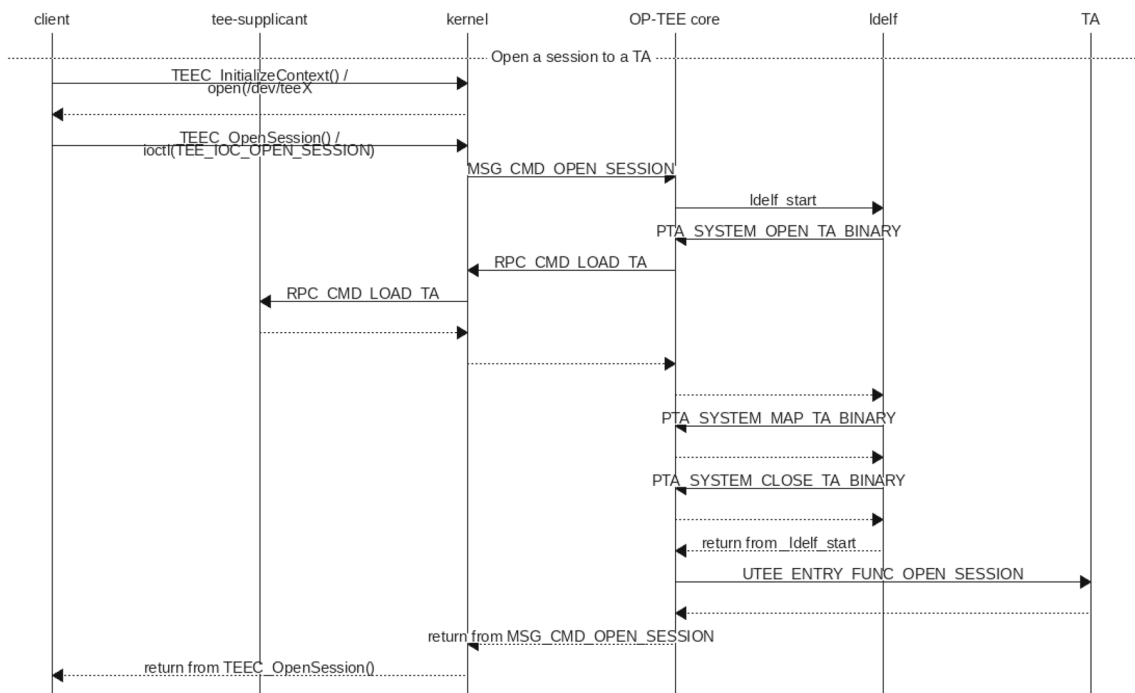 client tee-supplicant kernel OP-TEE core ldelf TA
Open a session to a TA
TEEC_InitializeContext() /
open(/dev/teeX
TEEC_OpenSession() /
ioctl(TEE_IOC_OPEN_SESSION)
MSG_CMD_OPEN_SESSION
ldelf_start
PTA_SYSTEM_OPEN_TA_BINARY
RPC_CMD_LOAD_TA
RPC_CMD_LOAD_TA
PTA_SYSTEM_MAP_TA_BINARY
PTA_SYSTEM_CLOSE_TA_BINARY
return from _ldelf_start
UTEE_ENTRY_FUNC_OPEN_SESSION
return from MSG_CMD_OPEN_SESSION
return from TEEC_OpenSession()